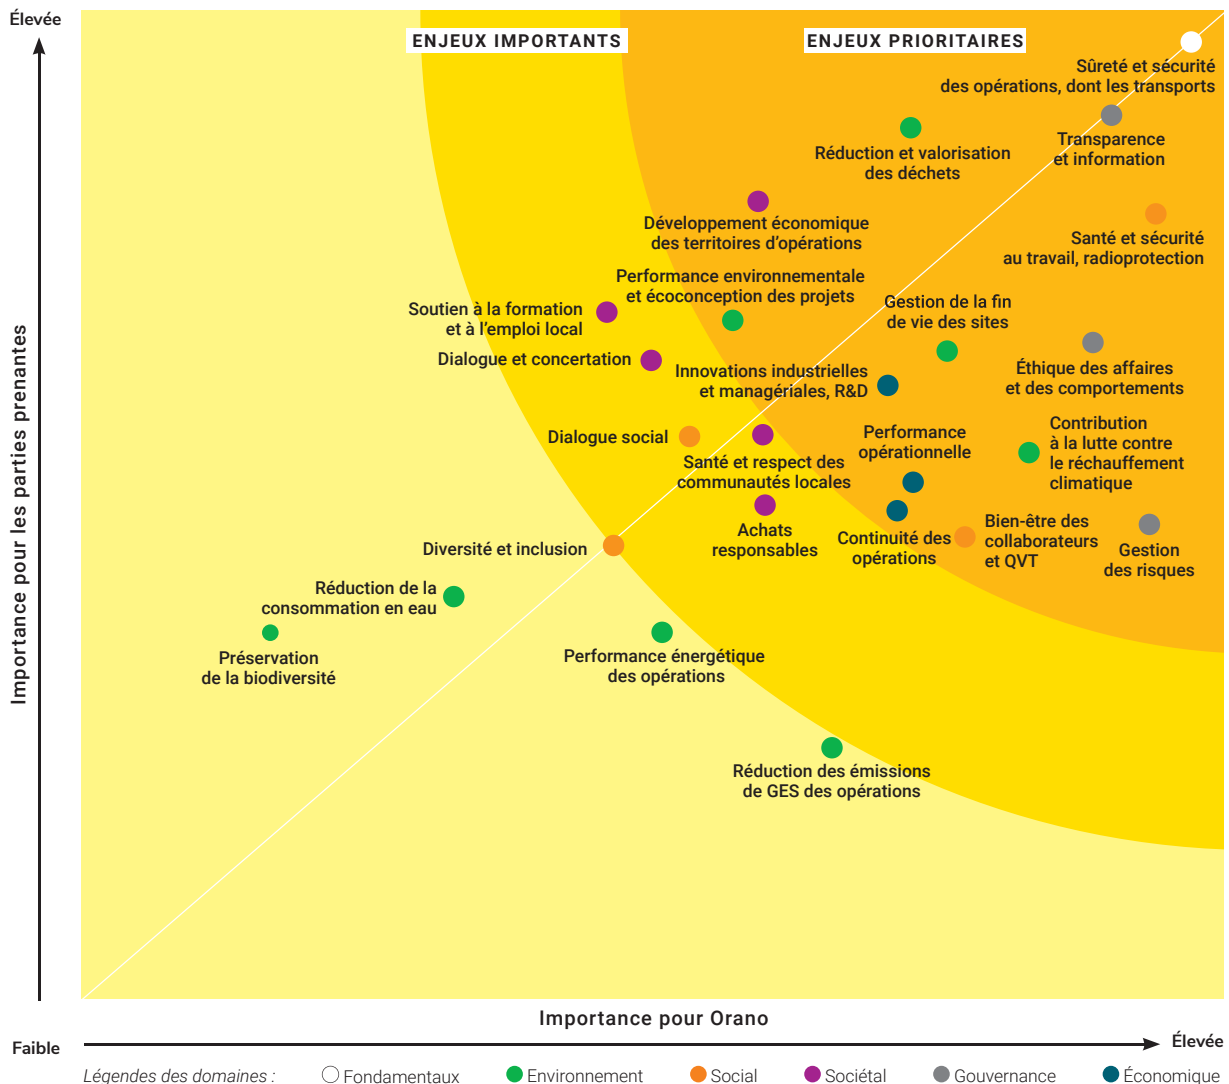 Élevée
ENJEUX IMPORTANTS
ENJEUX PRIORITAIRES
Sûreté et sécurité
des opérations, dont les transports
Transparence
et information
Réduction et valorisation
des déchets
Développement économique
des territoires d’opérations
Santé et sécurité
au travail, radioprotection
Performance environnementale
et écoconception des projets
Soutien à la formation
et à l’emploi local
Gestion de la fin
de vie des sites
Dialogue et concertation
Innovations industrielles
et managériales, R&D
Éthique des affaires
et des comportements
Dialogue social
Performance
opérationnelle
Contribution
à la lutte contre
le réchauffement
climatique
Santé et respect des
communautés locales
Achats
responsables
Continuité des
opérations
Bien-être des
collaborateurs
et QVT
Gestion
des risques
Diversité et inclusion
Réduction de la
consommation en eau
Préservation
de la biodiversité
Performance énergétique
des opérations
Réduction des émissions
de GES des opérations
Importance pour les parties prenantes
Importance pour Orano
Faible
Élevée
Légendes des domaines :
Fondamentaux
Environnement
Social
Sociétal
Gouvernance
Économique